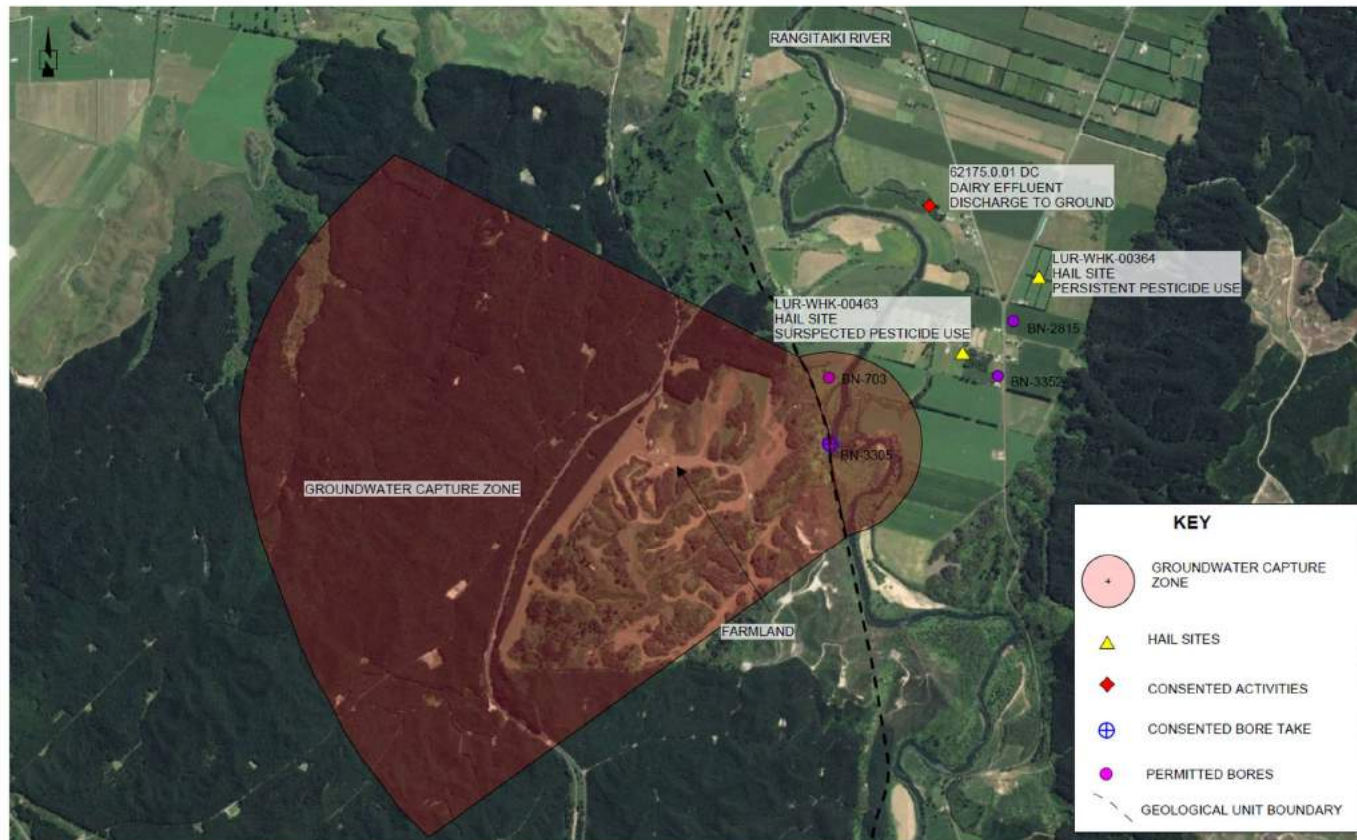 RANGITAIKI RIVER
62175.0.01 DC
DAIRY EFFLUENT
DISCHARGE TO GROUND
LUR-WHK-00364
HAIL SITE
PERSISTENT PESTICIDE USE
LUR-WHK-00463
HAIL SITE
SURSPECTED PESTICIDE USE
BN-2815
BN-703
BN-3352
BN-3305
GROUNDWATER CAPTURE ZONE
FARMLAND
KEY
GROUNDWATER CAPTURE
ZONE
HAIL SITES
CONSENTED ACTIVITIES
CONSENTED BORE TAKE
PERMITTED BORES
GEOLOGICAL UNIT BOUNDARY